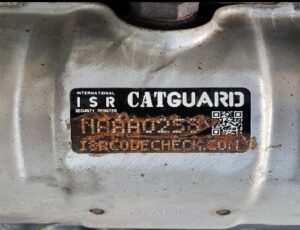 INTERNATIONAL
ISR CATGUARD
SECURITY REGISTER
ISRCODECHECK.COM